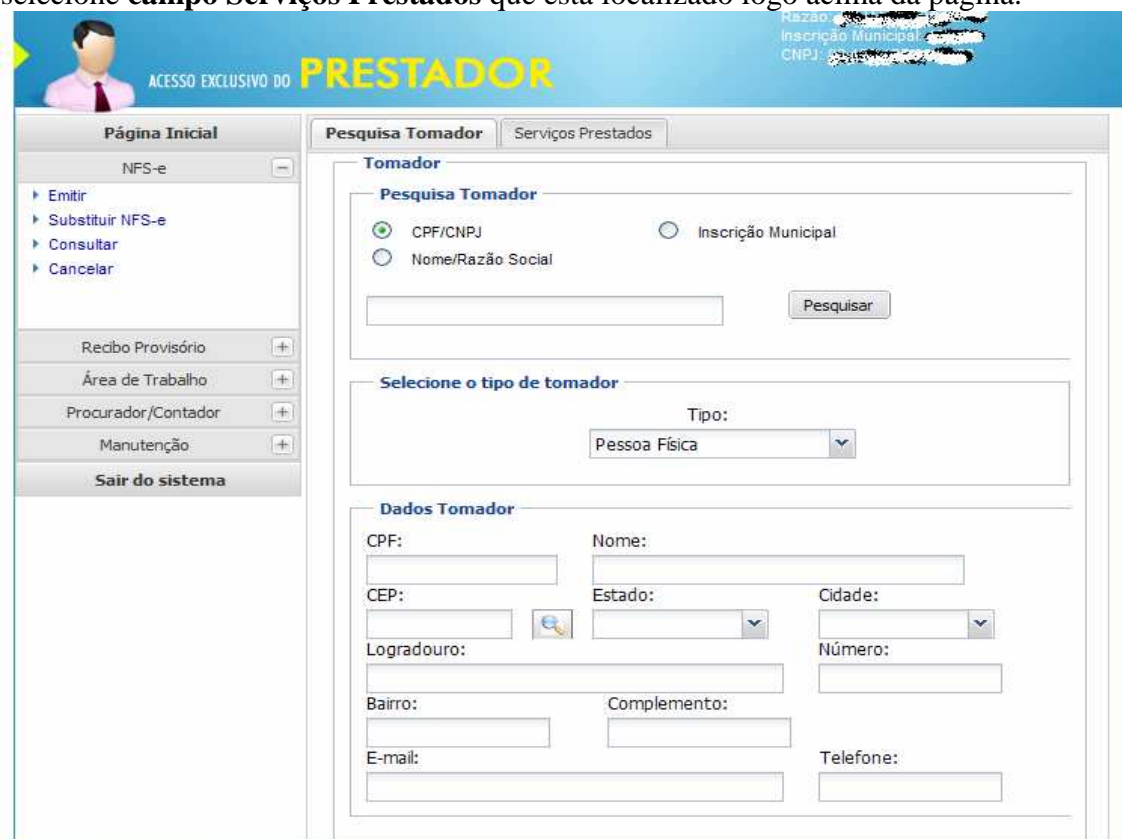 selecione campo Serviços Prestados que está localizado logo acima da página.
Razão:
Inscrição Municipal:
CNPJ:
ACESSO EXCLUSIVO DO PRESTADOR
Página Inicial
NFS-e
Emitir
Substituir NFS-e
Consultar
Cancelar
Recibo Provisório
Área de Trabalho
Procurador/Contador
Manutenção
Sair do sistema
Pesquisa Tomador Serviços Prestados
Tomador
Pesquisa Tomador
CPF/CNPJ Inscrição Municipal
Nome/Razão Social
Pesquisar
Selecione o tipo de tomador
Tipo:
Pessoa Física
Dados Tomador
CPF: Nome:
CEP: Estado: Cidade:
Logradouro: Número:
Bairro: Complemento:
E-mail: Telefone: